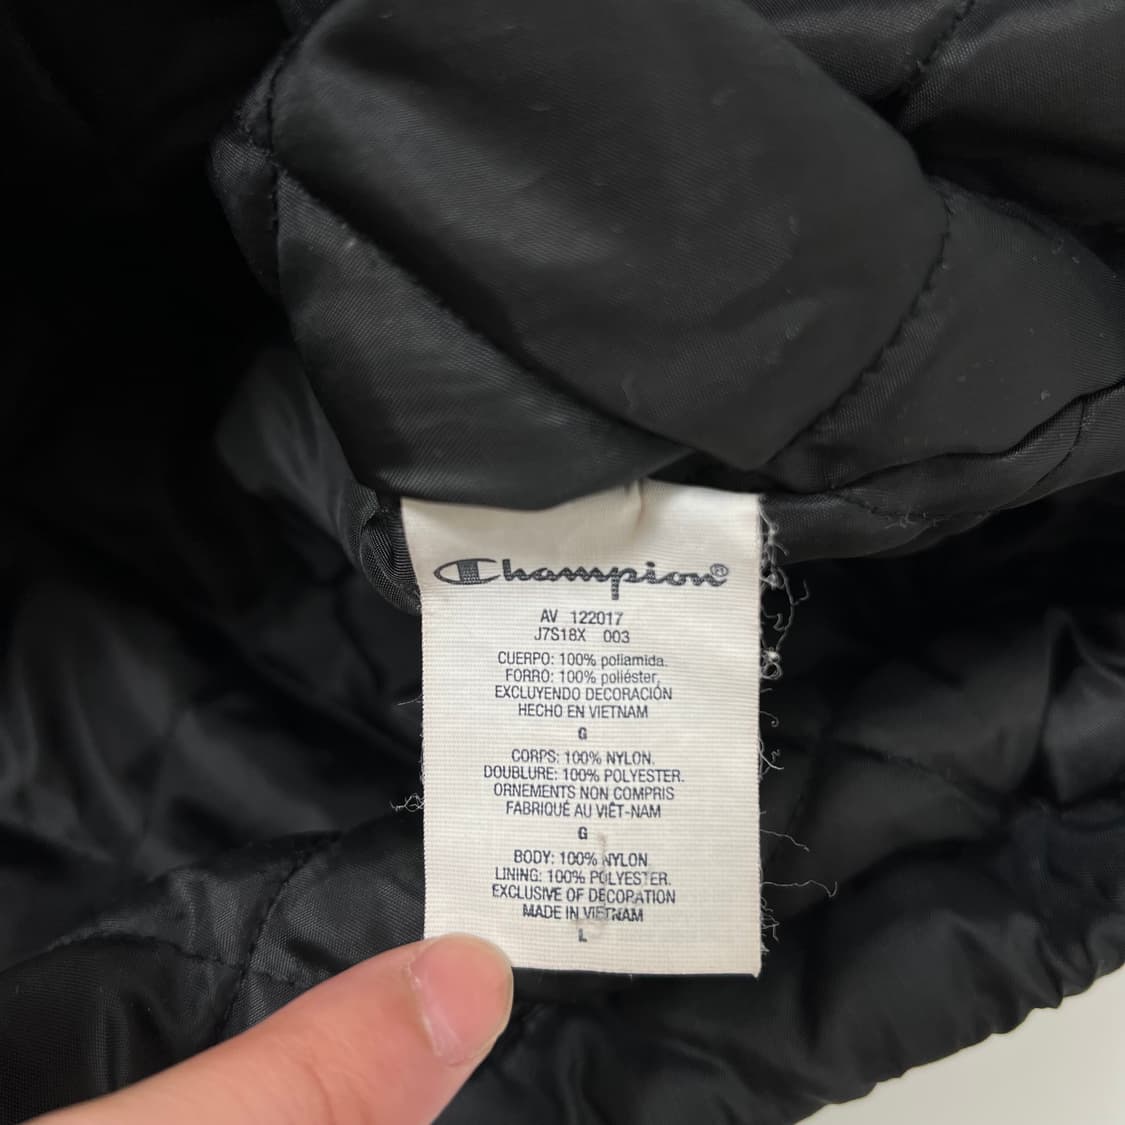 Champion®
AV 122017
J7S18X 003
CUERPO: 100% poliamida.
FORRO: 100% poliéster,
EXCLUYENDO DECORACIÓN
HECHO EN VIETNAM
G
CORPS: 100% NYLON.
DOUBLURE: 100% POLYESTER.
ORNEMENTS NON COMPRIS
FABRIQUÉ AU VIÊT-NAM
G
BODY: 100% NYLON
LINING: 100% POLYESTER.
EXCLUSIVE OF DECORATION
MADE IN VIETNAM
L